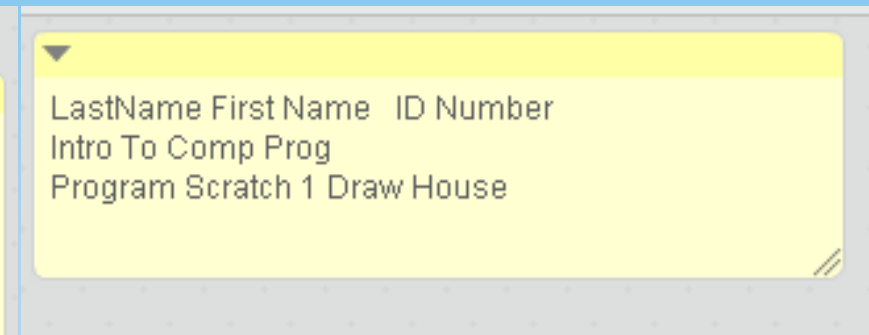 LastName First Name   ID Number
Intro To Comp Prog
Program Scratch 1 Draw House